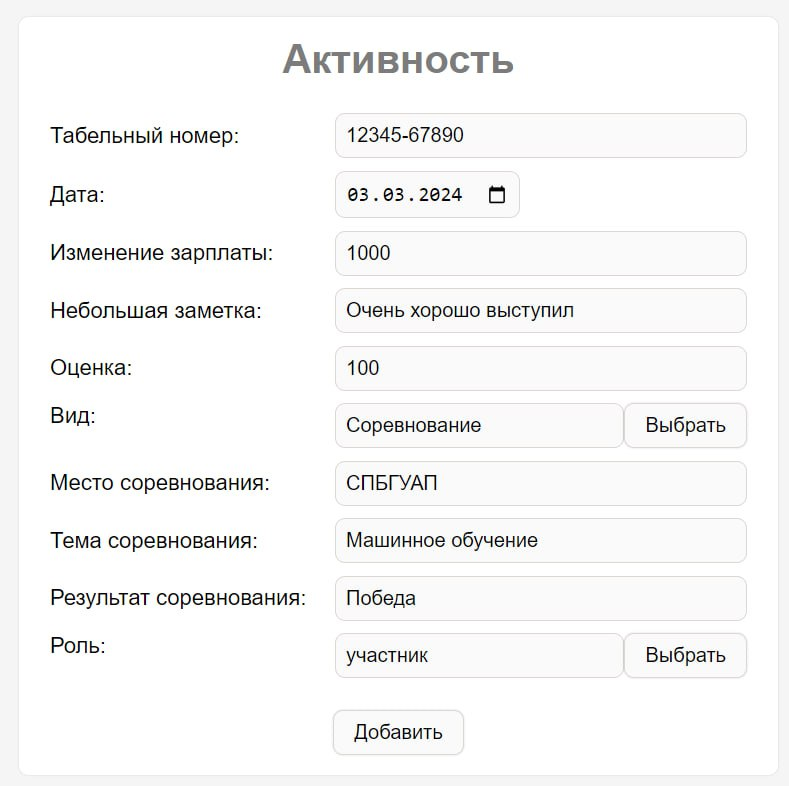 Активность
Табельный номер: 12345-67890
Дата: 03.03.2024
Изменение зарплаты: 1000
Небольшая заметка: Очень хорошо выступил
Оценка: 100
Вид: Соревнование Выбрать
Место соревнования: СПБГУАП
Тема соревнования: Машинное обучение
Результат соревнования: Победа
Роль: участник Выбрать
Добавить